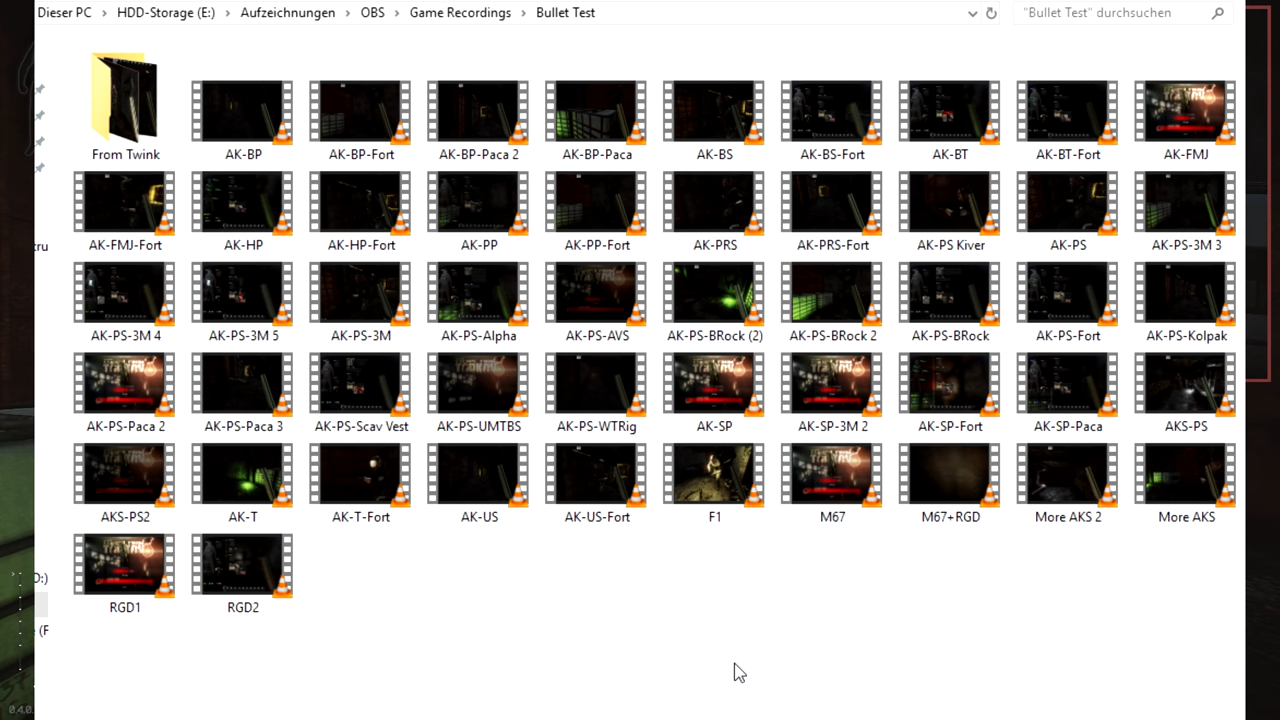 Dieser PC > HDD-Storage (E:) > Aufzeichnungen > OBS > Game Recordings > Bullet Test
"Bullet Test" durchsuchen
From Twink AK-BP AK-BP-Fort AK-BP-Paca 2 AK-BP-Paca AK-BS AK-BS-Fort AK-BT AK-BT-Fort AK-FMJ
AK-FMJ-Fort AK-HP AK-HP-Fort AK-PP AK-PP-Fort AK-PRS AK-PRS-Fort AK-PS Kiver AK-PS AK-PS-3M 3
AK-PS-3M 4 AK-PS-3M 5 AK-PS-3M AK-PS-Alpha AK-PS-AVS AK-PS-BRock (2) AK-PS-BRock 2 AK-PS-BRock AK-PS-Fort AK-PS-Kolpak
AK-PS-Paca 2 AK-PS-Paca 3 AK-PS-Scav Vest AK-PS-UMTBS AK-PS-WTRig AK-SP AK-SP-3M 2 AK-SP-Fort AK-SP-Paca AKS-PS
AKS-PS2 AK-T AK-T-Fort AK-US AK-US-Fort F1 M67 M67+RGD More AKS 2 More AKS
RGD1 RGD2